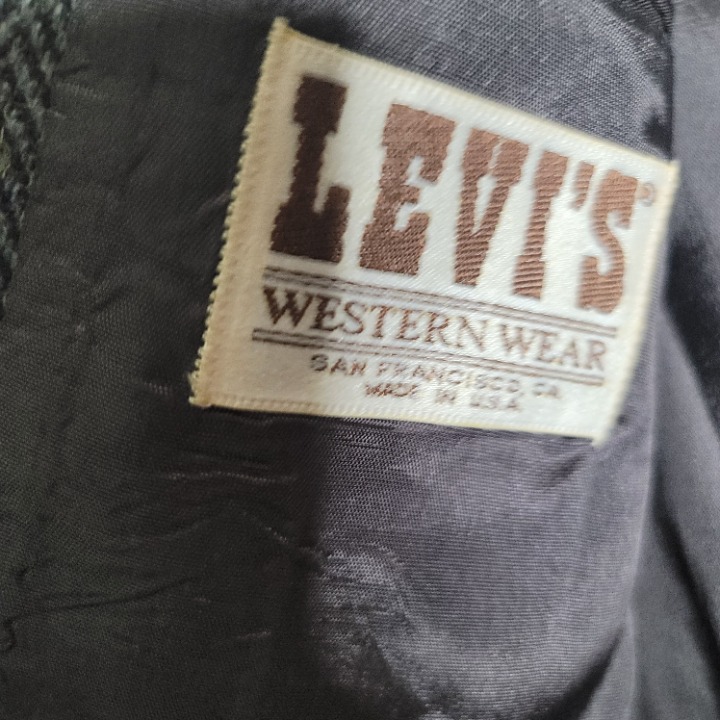 LEVI'S®
WESTERN WEAR
SAN FRANCISCO, CA.
MADE IN U.S.A.